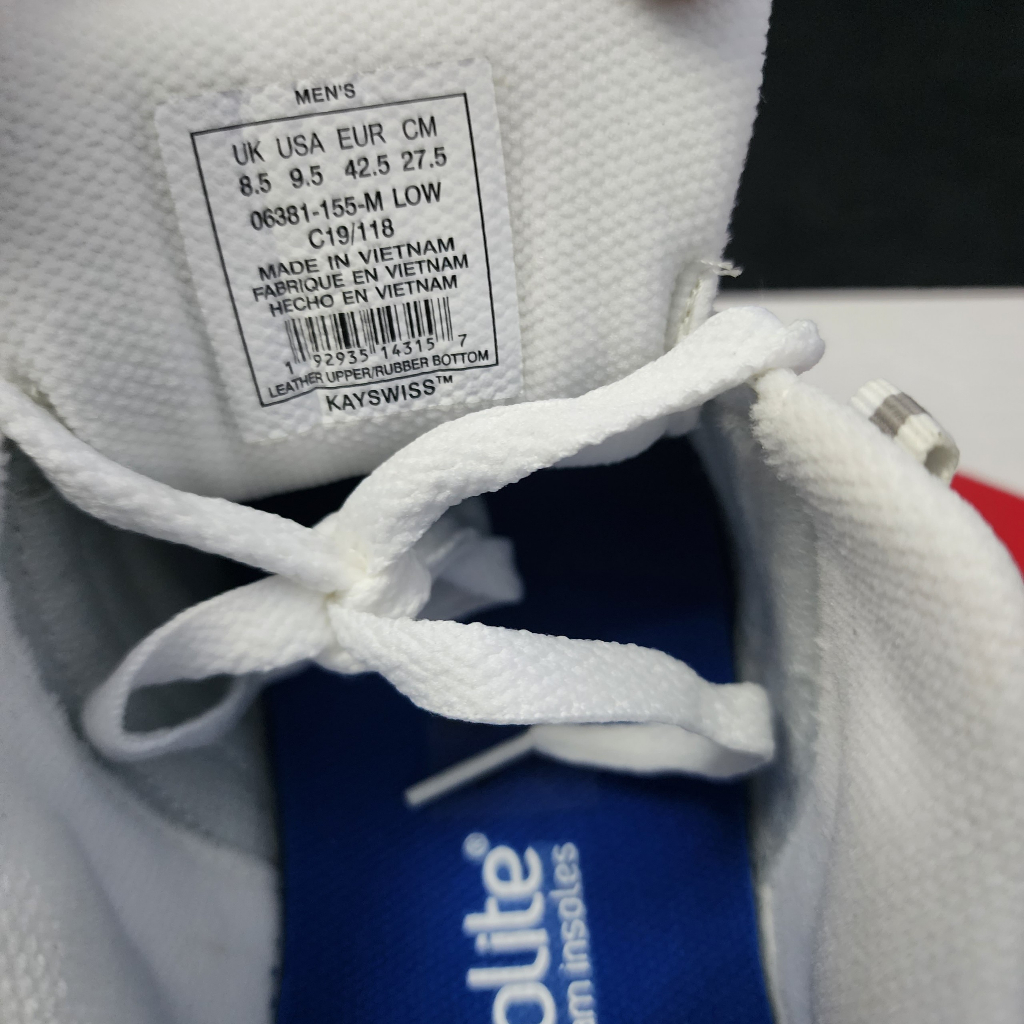 MEN'S
UK USA EUR CM
8.5 9.5 42.5 27.5
06381-155-M LOW
C19/118
MADE IN VIETNAM
FABRIQUE EN VIETNAM
HECHO EN VIETNAM
1 92935 14315 7
LEATHER UPPER/RUBBER BOTTOM
KAYSWISS™
olite®
am insoles